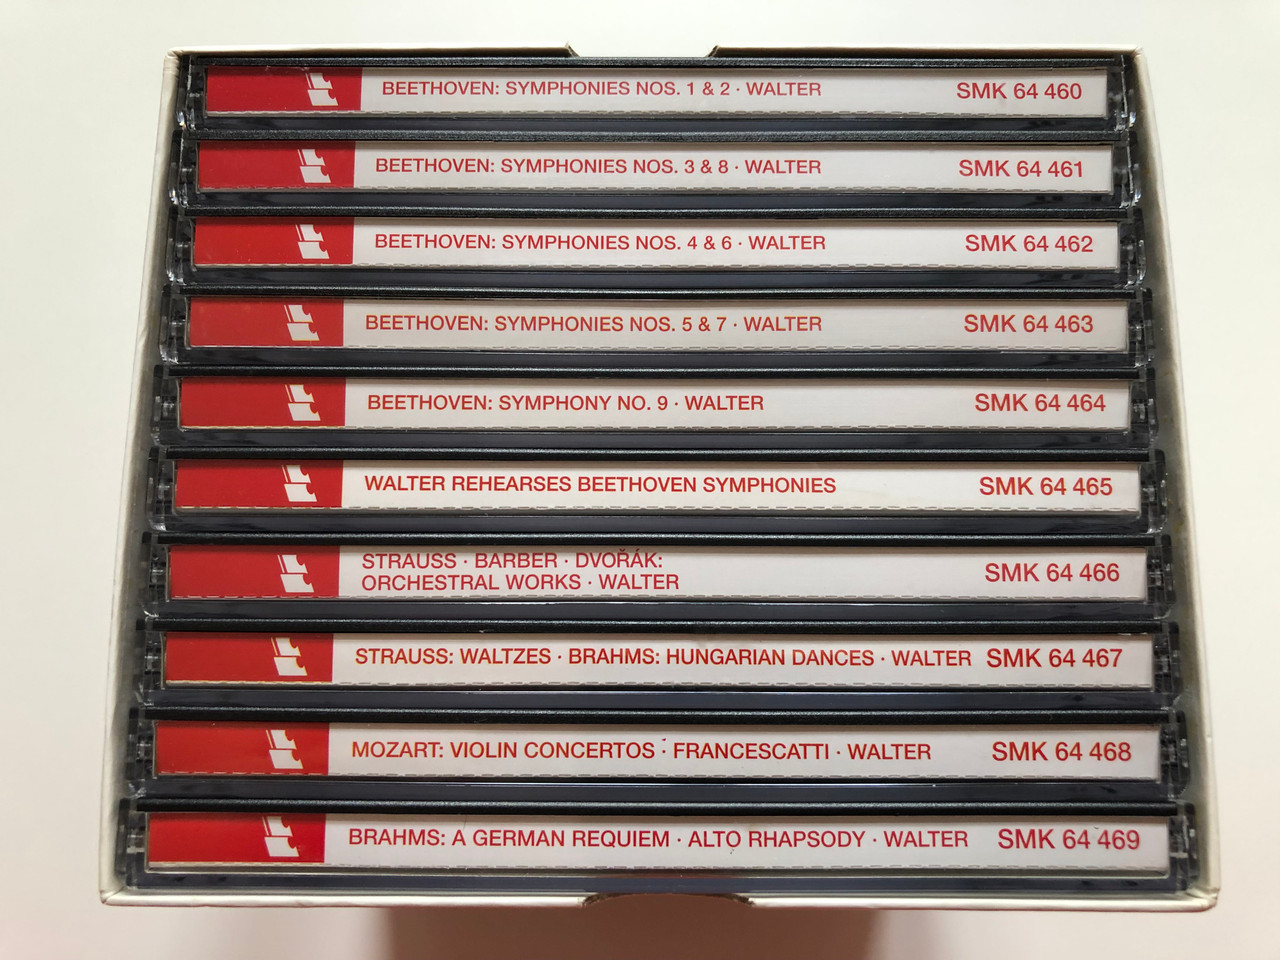 BEETHOVEN: SYMPHONIES NOS. 1 & 2 · WALTER SMK 64 460
BEETHOVEN: SYMPHONIES NOS. 3 & 8 · WALTER SMK 64 461
BEETHOVEN: SYMPHONIES NOS. 4 & 6 · WALTER SMK 64 462
BEETHOVEN: SYMPHONIES NOS. 5 & 7 · WALTER SMK 64 463
BEETHOVEN: SYMPHONY NO. 9 · WALTER SMK 64 464
WALTER REHEARSES BEETHOVEN SYMPHONIES SMK 64 465
STRAUSS · BARBER · DVOŘÁK:
ORCHESTRAL WORKS · WALTER SMK 64 466
STRAUSS: WALTZES · BRAHMS: HUNGARIAN DANCES · WALTER SMK 64 467
MOZART: VIOLIN CONCERTOS · FRANCESCATTI · WALTER SMK 64 468
BRAHMS: A GERMAN REQUIEM · ALTO RHAPSODY · WALTER SMK 64 469